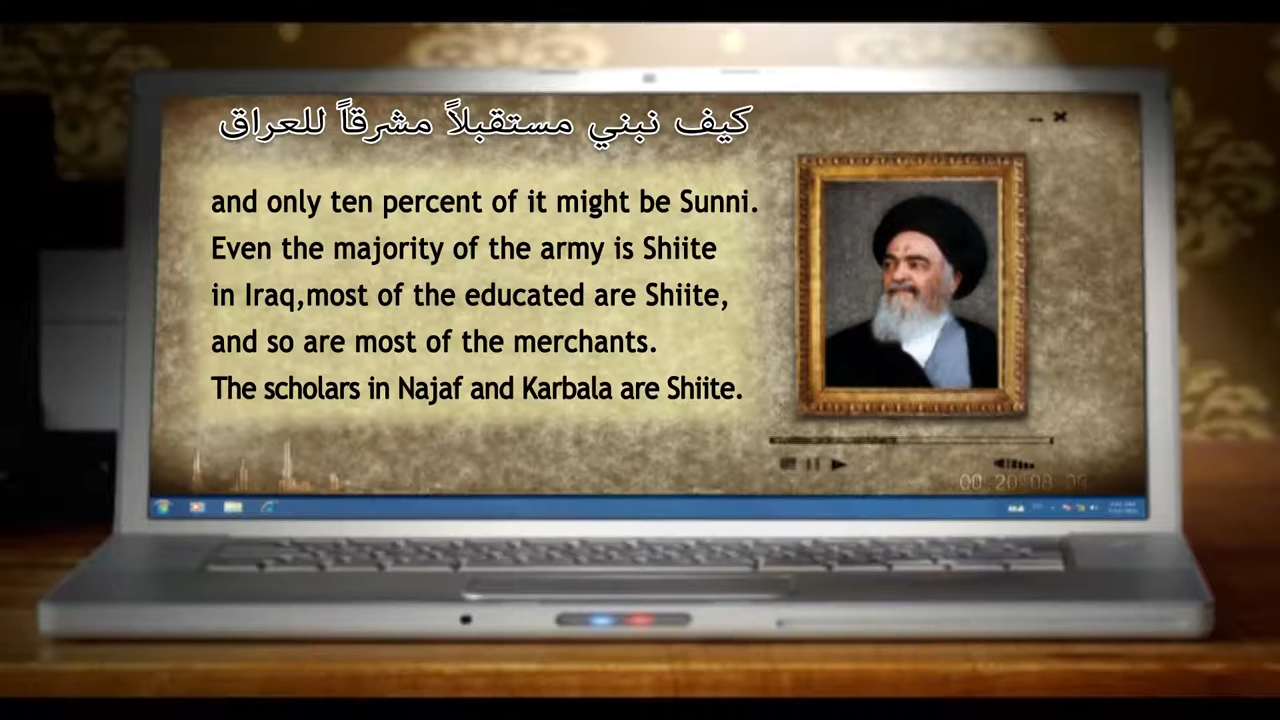 كيف نبني مستقبلاً مشرقاً للعراق
and only ten percent of it might be Sunni.
Even the majority of the army is Shiite
in Iraq,most of the educated are Shiite,
and so are most of the merchants.
The scholars in Najaf and Karbala are Shiite.